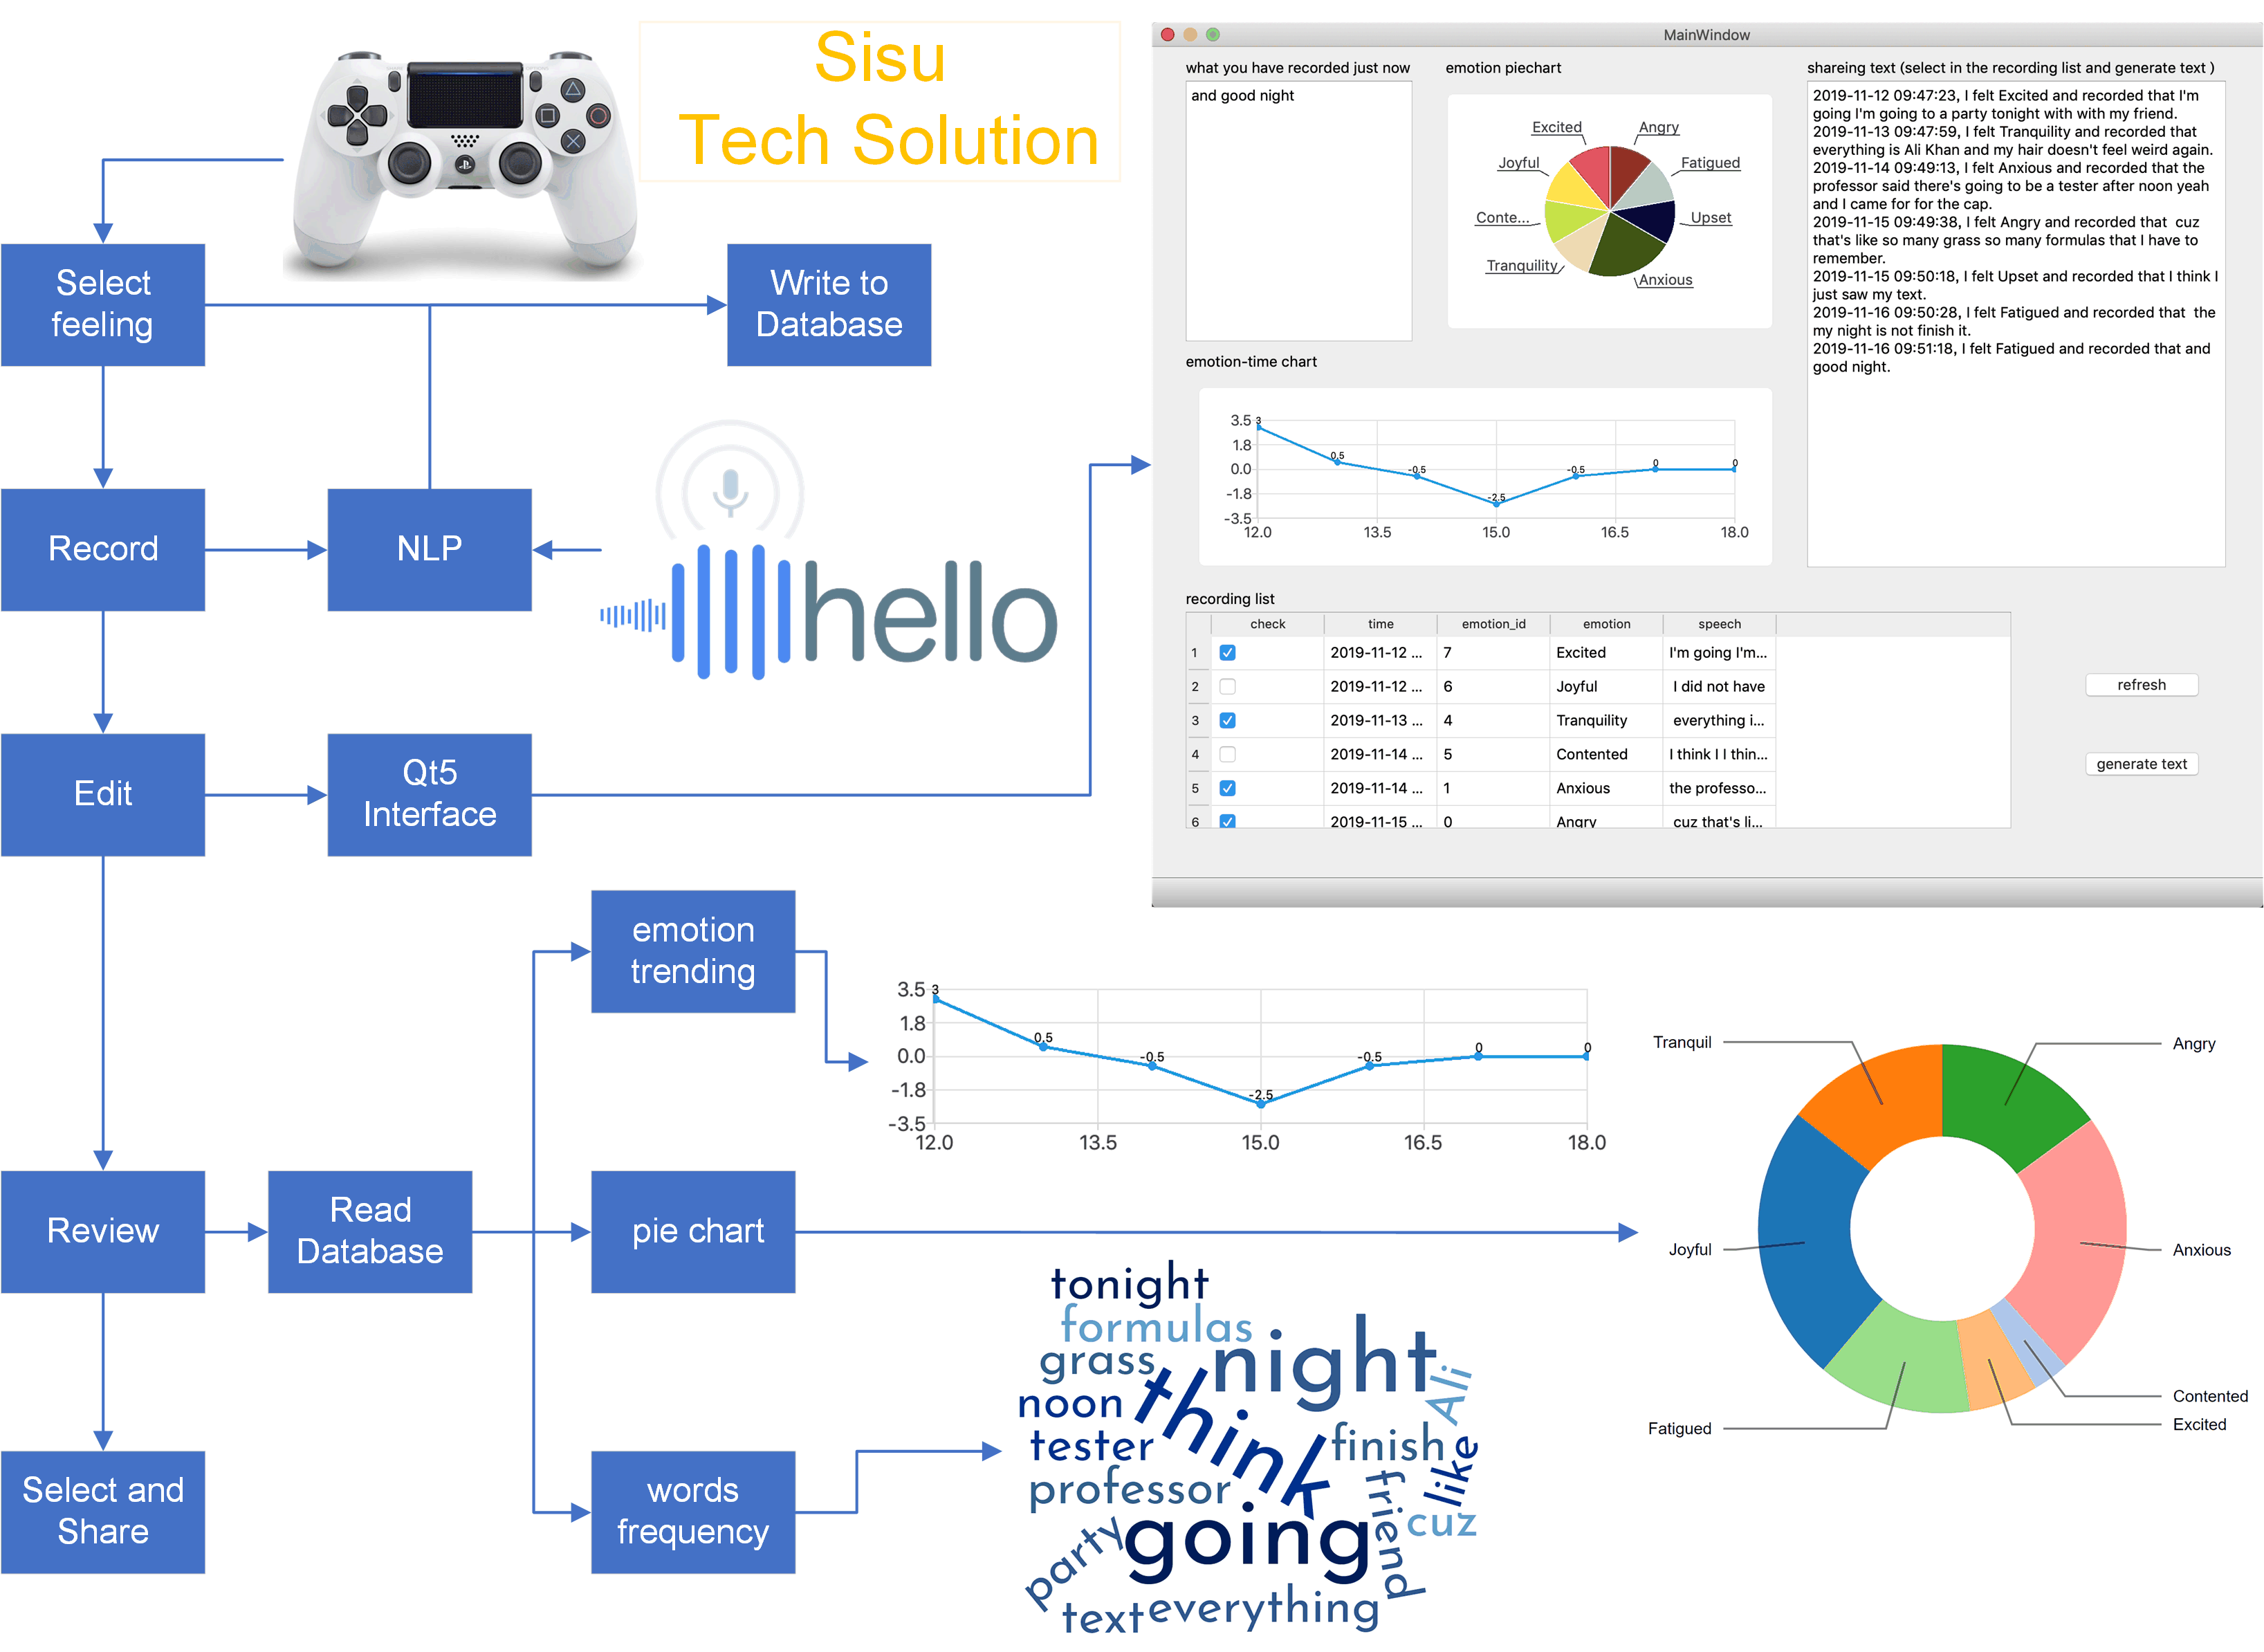 Sisu
Tech Solution
Select
feeling
Write to
Database
Record
NLP
hello
Edit
Qt5
Interface
MainWindow
what you have recorded just now
and good night
emotion piechart
Excited
Angry
Joyful
Fatigued
Conte...
Upset
Tranquility
Anxious
shareing text (select in the recording list and generate text )
2019-11-12 09:47:23, I felt Excited and recorded that I'm
going I'm going to a party tonight with with my friend.
2019-11-13 09:47:59, I felt Tranquility and recorded that
everything is Ali Khan and my hair doesn't feel weird again.
2019-11-14 09:49:13, I felt Anxious and recorded that the
professor said there's going to be a tester after noon yeah
and I came for for the cap.
2019-11-15 09:49:38, I felt Angry and recorded that  cuz
that's like so many grass so many formulas that I have to
remember.
2019-11-15 09:50:18, I felt Upset and recorded that I think I
just saw my text.
2019-11-16 09:50:28, I felt Fatigued and recorded that  the
my night is not finish it.
2019-11-16 09:51:18, I felt Fatigued and recorded that and
good night.
emotion-time chart
3.5
1.8
0.0
-1.8
-3.5
3
0.5
-0.5
-2.5
-0.5
0
0
12.0 13.5 15.0 16.5 18.0
recording list
check time emotion_id emotion speech
1 2019-11-12 ... 7 Excited I'm going I'm...
2 2019-11-12 ... 6 Joyful I did not have
3 2019-11-13 ... 4 Tranquility everything i...
4 2019-11-14 ... 5 Contented I think I I thin...
5 2019-11-14 ... 1 Anxious the professo...
6 2019-11-15 ... 0 Angry cuz that's li...
refresh
generate text
emotion
trending
3.5
1.8
0.0
-1.8
-3.5
3
0.5
-0.5
-2.5
-0.5
0
0
12.0 13.5 15.0 16.5 18.0
Review
Read
Database
pie chart
Tranquil
Angry
Joyful
Anxious
Contented
Excited
Fatigued
Select and
Share
words
frequency
tonight
formulas
night
grass
think
Ali
noon
tester
finish
like
professor
friend
going
cuz
party
text
everything